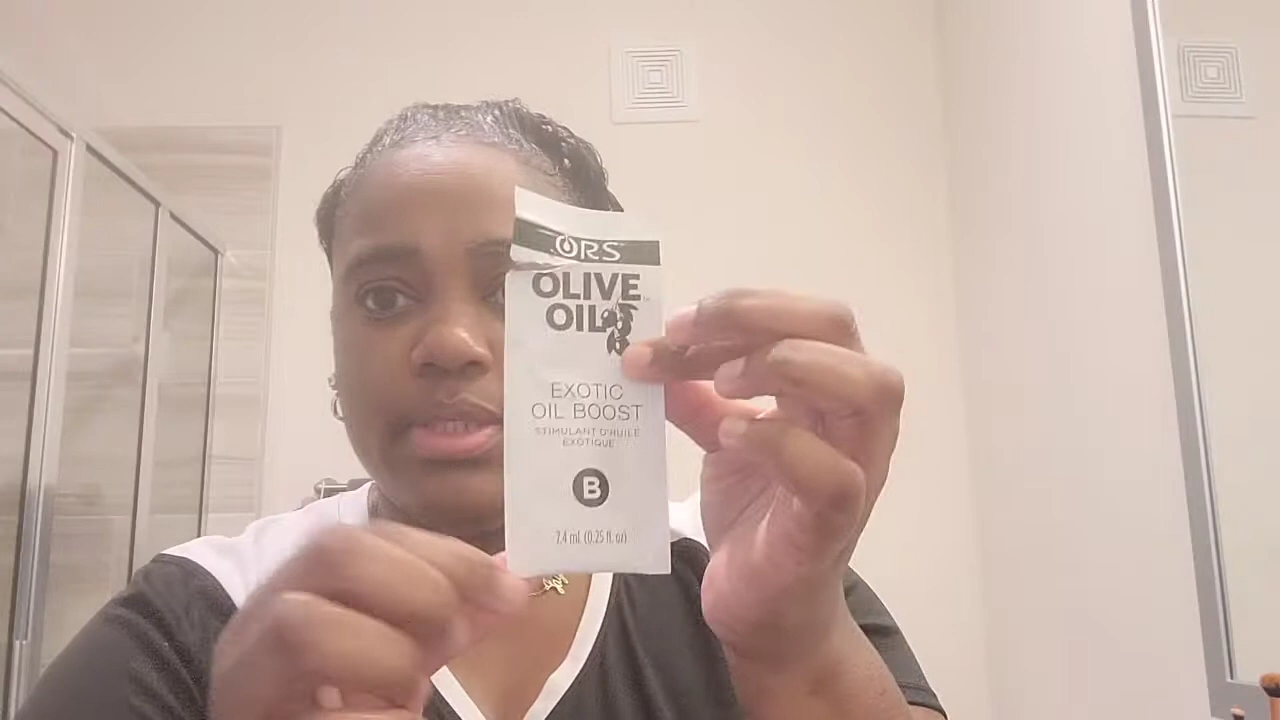 ORS
OLIVE
OIL
EXOTIC
OIL BOOST
STIMULANT D'HUILE
EXOTIQUE
B
7.4 ml. (0.25 fl. oz)